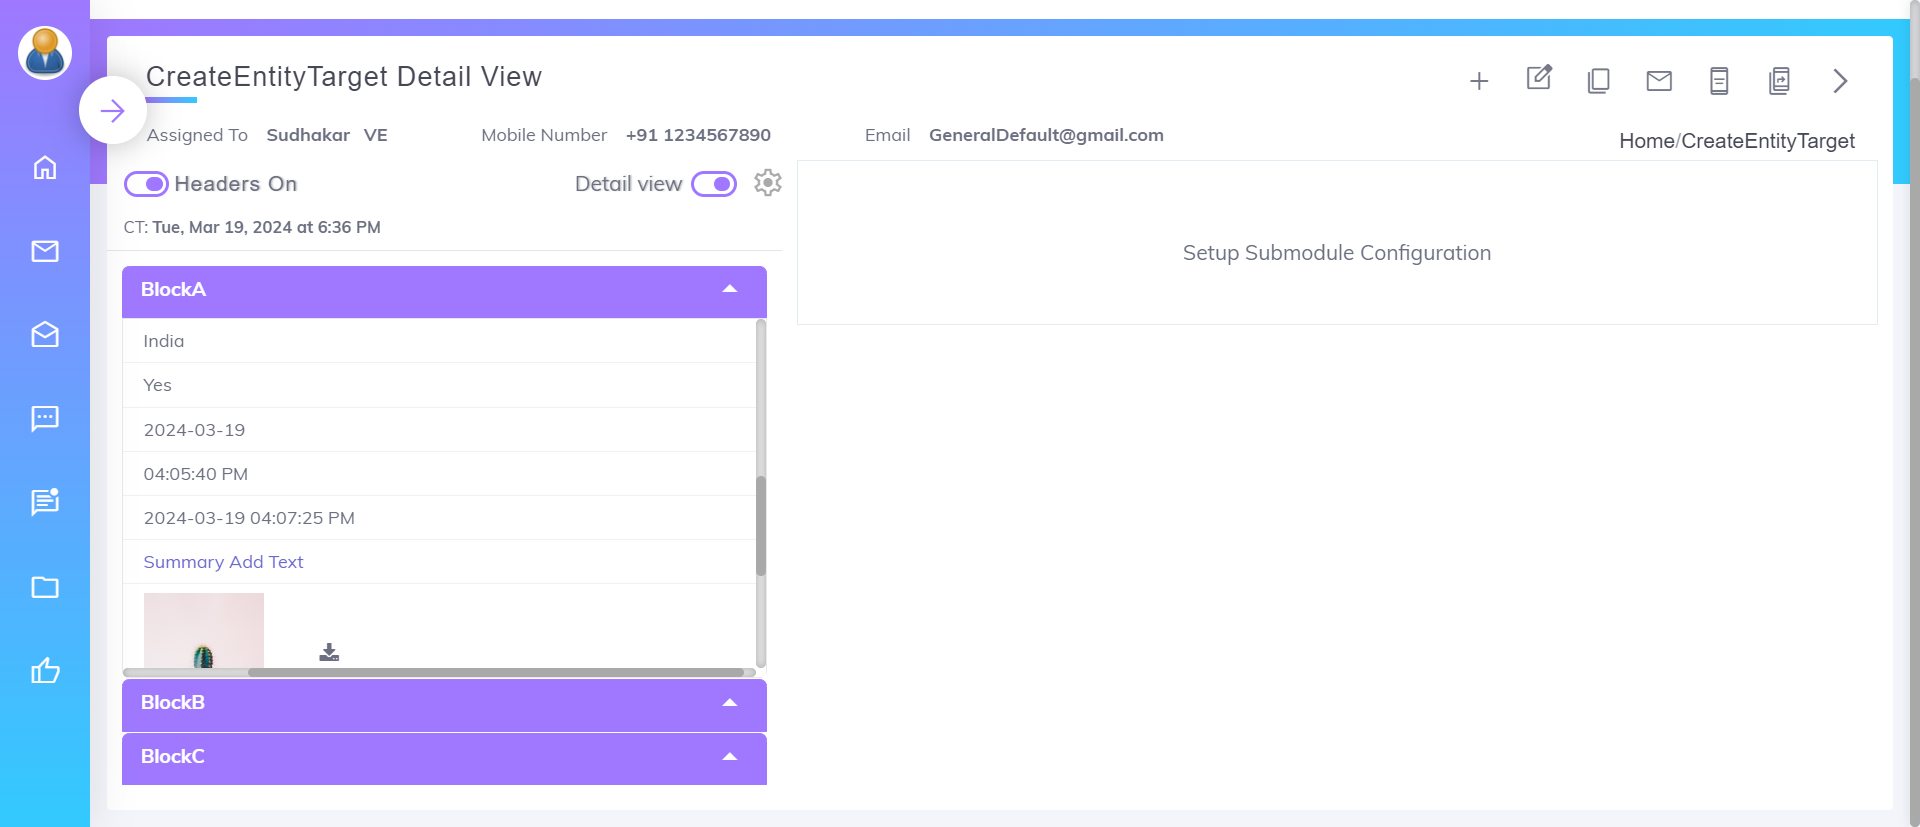 CreateEntityTarget Detail View
Assigned To Sudhakar VE Mobile Number +91 1234567890 Email GeneralDefault@gmail.com
Home/CreateEntityTarget
Headers On Detail view
CT: Tue, Mar 19, 2024 at 6:36 PM
Setup Submodule Configuration
BlockA
India
Yes
2024-03-19
04:05:40 PM
2024-03-19 04:07:25 PM
Summary Add Text
BlockB
BlockC